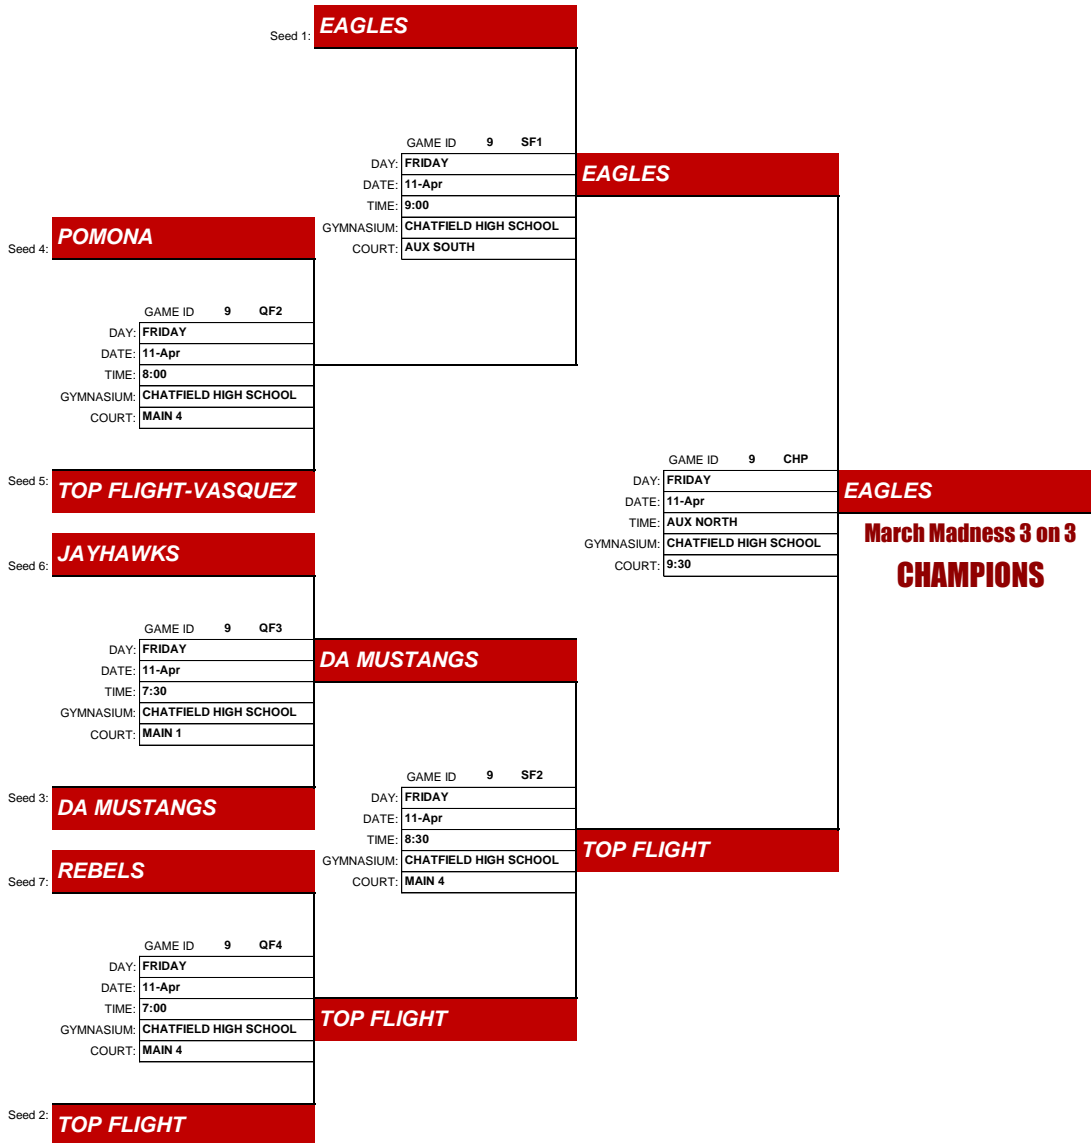 Seed 1: EAGLES
GAME ID 9 SF1
DAY: FRIDAY
DATE: 11-Apr
TIME: 9:00
GYMNASIUM: CHATFIELD HIGH SCHOOL
COURT: AUX SOUTH
EAGLES
Seed 4: POMONA
GAME ID 9 QF2
DAY: FRIDAY
DATE: 11-Apr
TIME: 8:00
GYMNASIUM: CHATFIELD HIGH SCHOOL
COURT: MAIN 4
Seed 5: TOP FLIGHT-VASQUEZ
GAME ID 9 CHP
DAY: FRIDAY
DATE: 11-Apr
TIME: AUX NORTH
GYMNASIUM: CHATFIELD HIGH SCHOOL
COURT: 9:30
EAGLES
March Madness 3 on 3
CHAMPIONS
Seed 6: JAYHAWKS
GAME ID 9 QF3
DAY: FRIDAY
DATE: 11-Apr
TIME: 7:30
GYMNASIUM: CHATFIELD HIGH SCHOOL
COURT: MAIN 1
DA MUSTANGS
Seed 3: DA MUSTANGS
GAME ID 9 SF2
DAY: FRIDAY
DATE: 11-Apr
TIME: 8:30
GYMNASIUM: CHATFIELD HIGH SCHOOL
COURT: MAIN 4
TOP FLIGHT
Seed 7: REBELS
GAME ID 9 QF4
DAY: FRIDAY
DATE: 11-Apr
TIME: 7:00
GYMNASIUM: CHATFIELD HIGH SCHOOL
COURT: MAIN 4
TOP FLIGHT
Seed 2: TOP FLIGHT